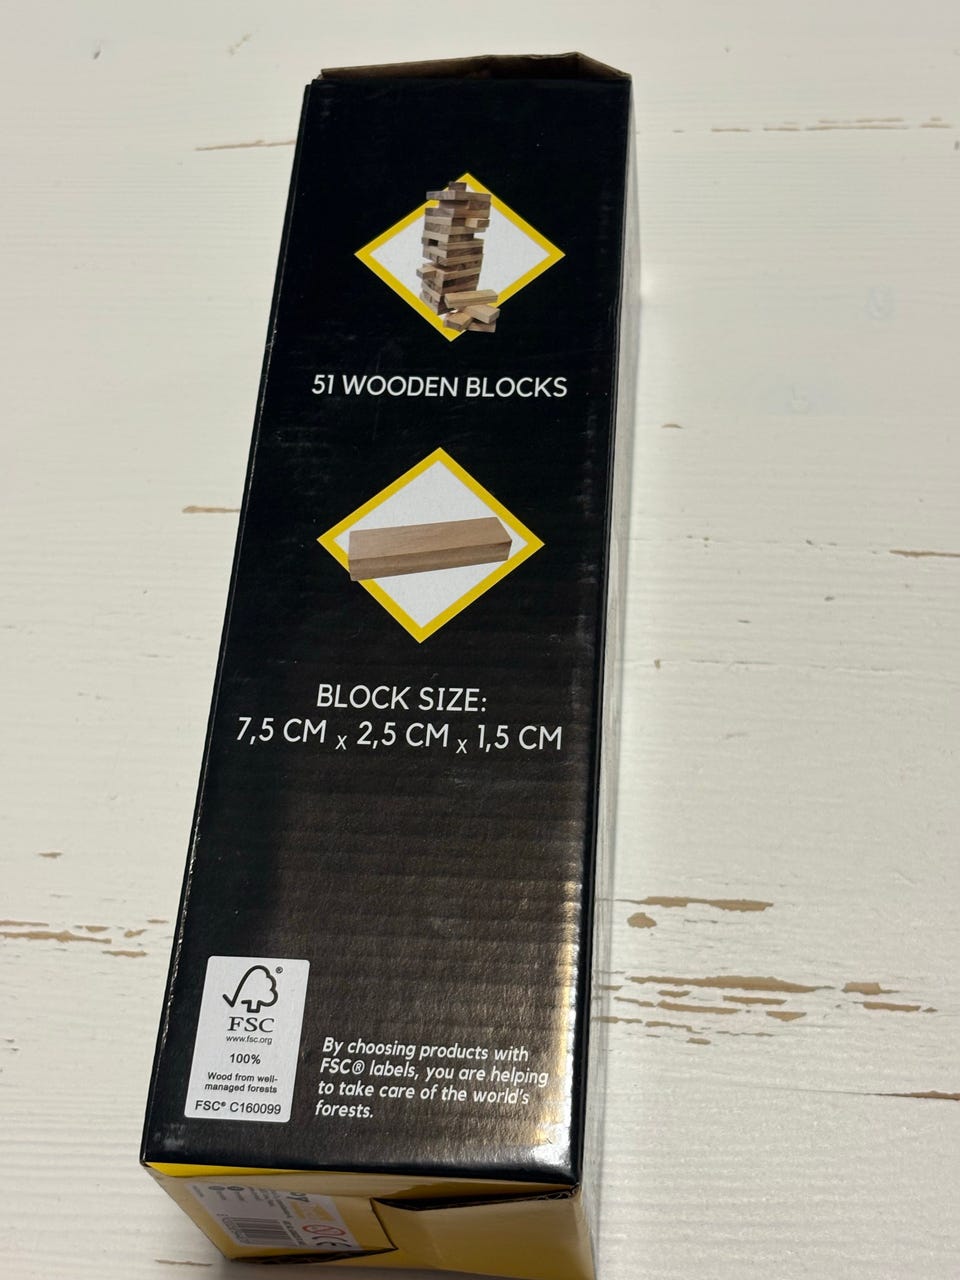 51 WOODEN BLOCKS
BLOCK SIZE:
7,5 CM x 2,5 CM x 1,5 CM
FSC®
www.fsc.org
100%
Wood from well-
managed forests
FSC® C160099
By choosing products with
FSC® labels, you are helping
to take care of the world's
forests.